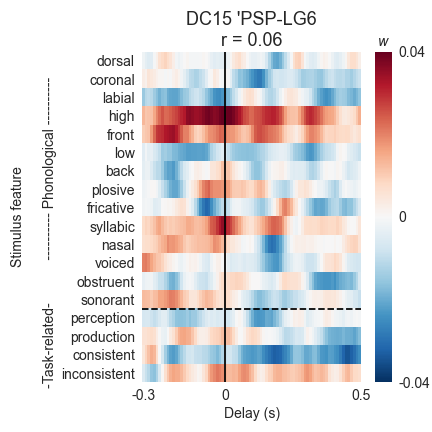 DC15 'PSP-LG6
r = 0.06
w
dorsal
coronal
labial
high
front
low
back
plosive
fricative
syllabic
nasal
voiced
obstruent
sonorant
perception
production
consistent
inconsistent
Stimulus feature
-Task-related- ---------- Phonological ----------
0.04
0
-0.04
-0.3 0 0.5
Delay (s)